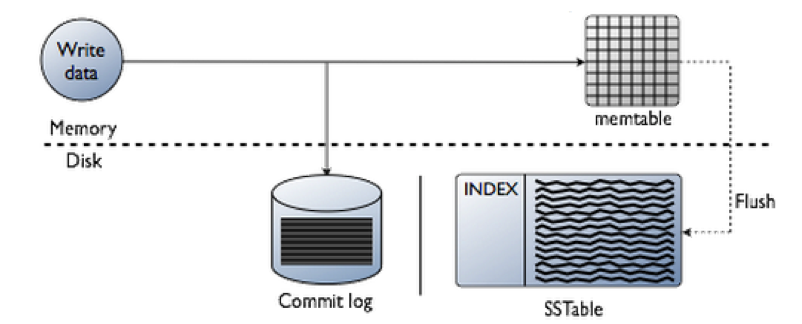 Write
data
memtable
Memory
Disk
INDEX
Flush
Commit log
SSTable